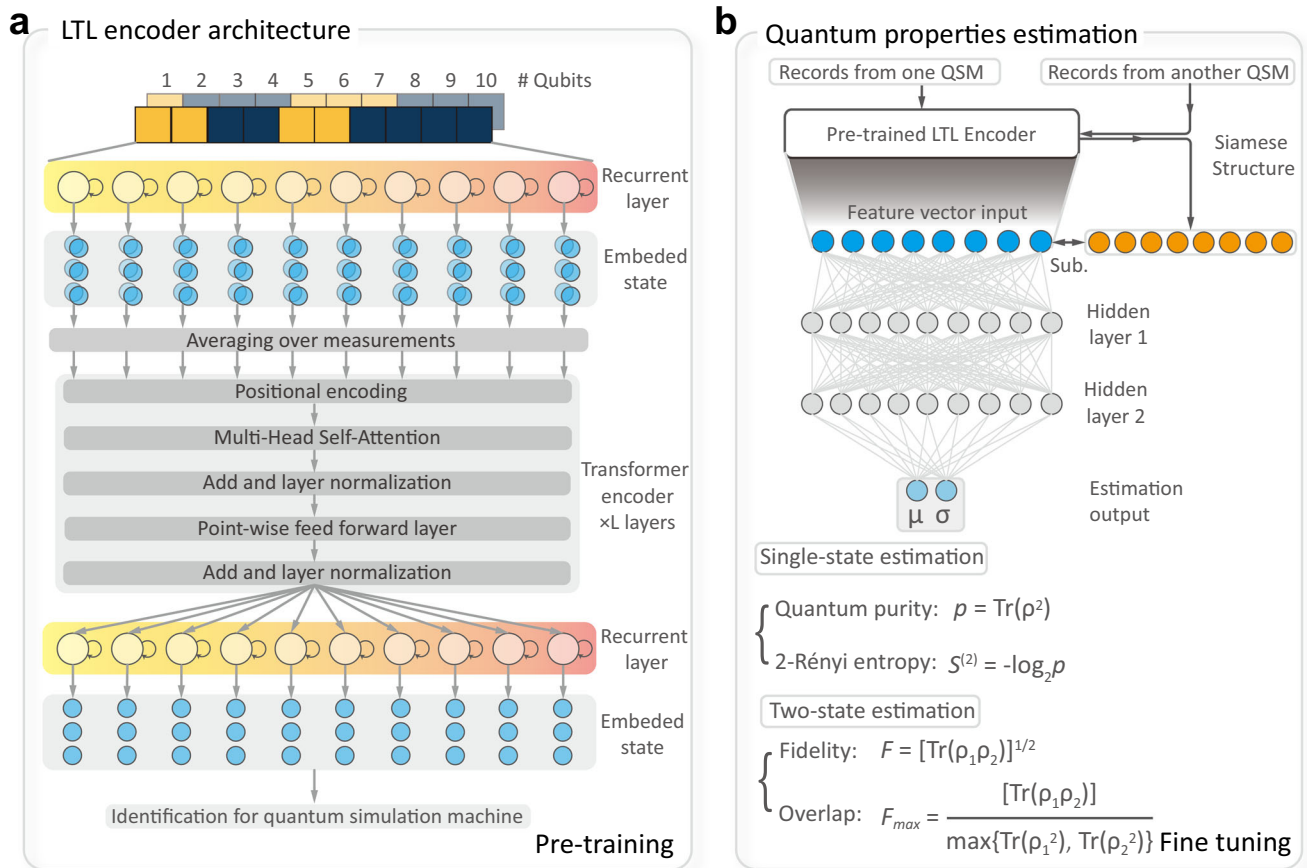 a
LTL encoder architecture
1 2 3 4 5 6 7 8 9 10 # Qubits
Recurrent
layer
Embeded
state
Averaging over measurements
Positional encoding
Multi-Head Self-Attention
Add and layer normalization
Point-wise feed forward layer
Add and layer normalization
Transformer
encoder
×L layers
Recurrent
layer
Embeded
state
Identification for quantum simulation machine
Pre-training
b
Quantum properties estimation
Records from one QSM
Records from another QSM
Pre-trained LTL Encoder
Siamese
Structure
Feature vector input
Sub.
Hidden
layer 1
Hidden
layer 2
μ σ
Estimation
output
Single-state estimation
Quantum purity: p = Tr(ρ²)
2-Rényi entropy: S⁽²⁾ = -log₂p
Two-state estimation
Fidelity: F = [Tr(ρ₁ρ₂)]¹ᐟ²
Overlap: F_max = [Tr(ρ₁ρ₂)] / max{Tr(ρ₁²), Tr(ρ₂²)}
Fine tuning